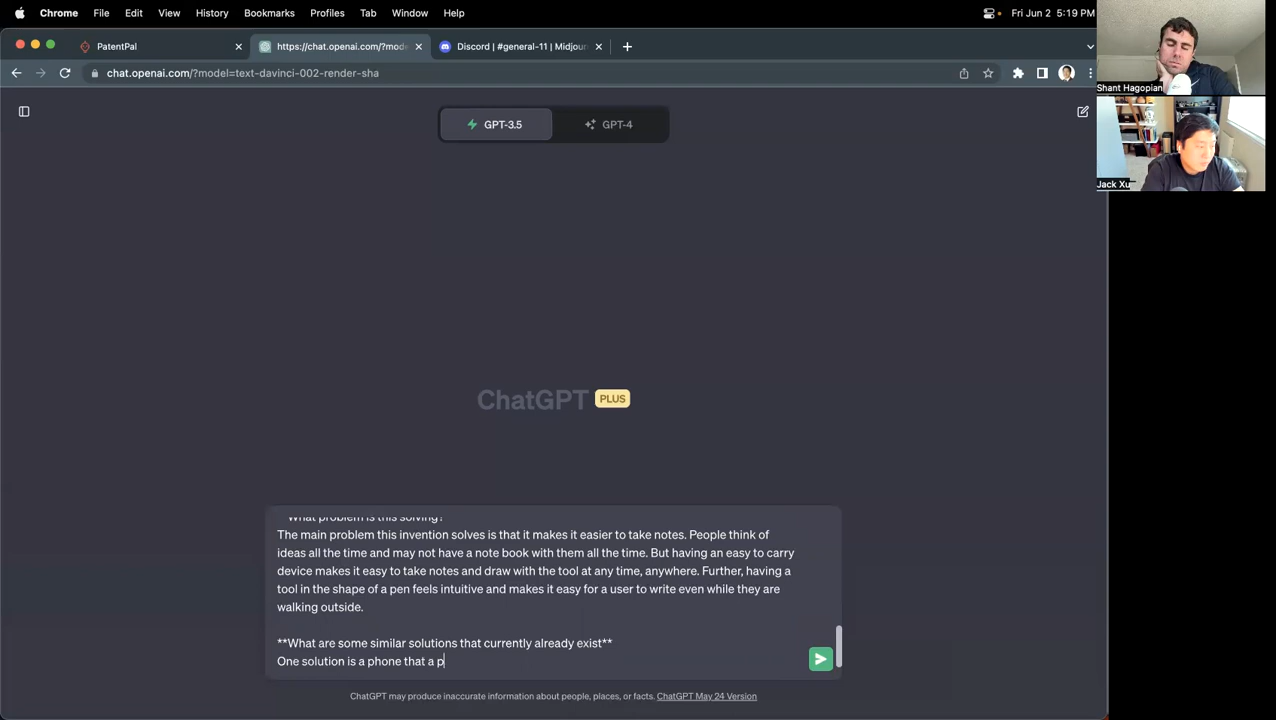 Chrome File Edit View History Bookmarks Profiles Tab Window Help Fri Jun 2 5:19 PM
PatentPal https://chat.openai.com/?mode Discord | #general-11 | Midjour
chat.openai.com/?model=text-davinci-002-render-sha
Shant Hagopian
GPT-3.5 GPT-4
Jack Xu
ChatGPT PLUS
What problem is this solving?
The main problem this invention solves is that it makes it easier to take notes. People think of
ideas all the time and may not have a note book with them all the time. But having an easy to carry
device makes it easy to take notes and draw with the tool at any time, anywhere. Further, having a
tool in the shape of a pen feels intuitive and makes it easy for a user to write even while they are
walking outside.
**What are some similar solutions that currently already exist**
One solution is a phone that a p
ChatGPT may produce inaccurate information about people, places, or facts. ChatGPT May 24 Version